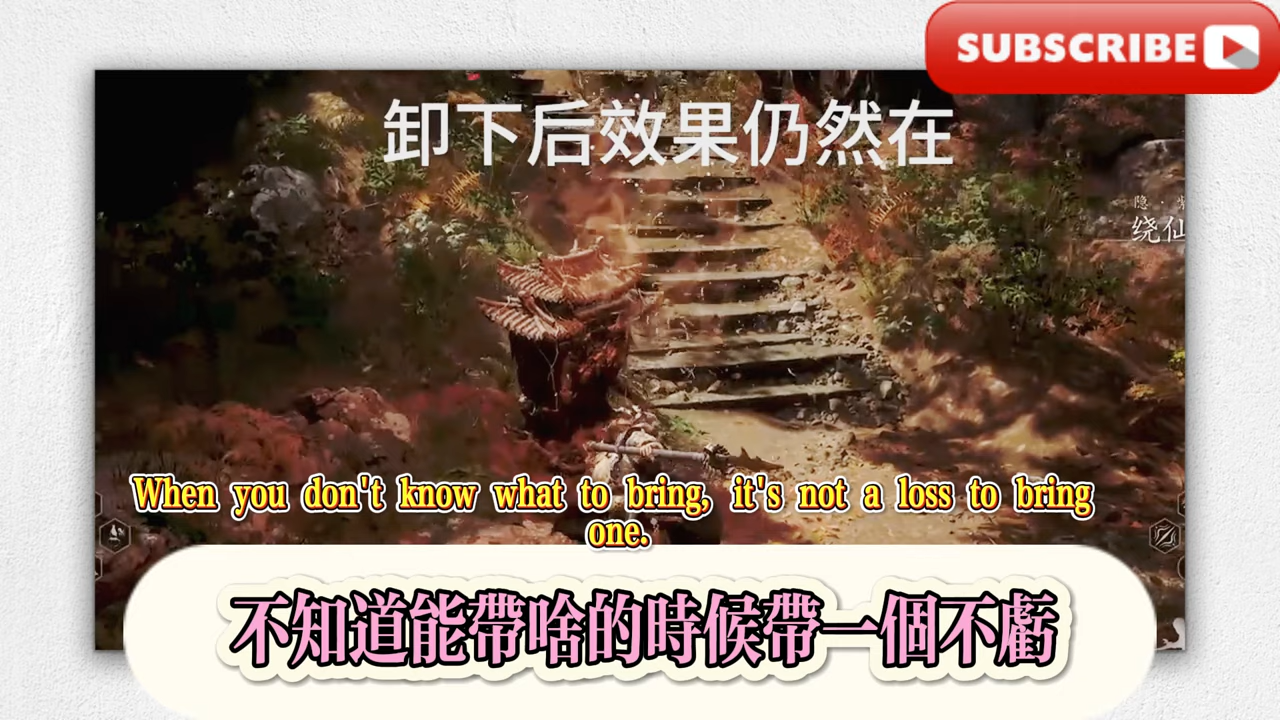 SUBSCRIBE
卸下后效果仍然在
隐·紫
绕仙
When you don't know what to bring, it's not a loss to bring
one.
不知道能帶啥的時候帶一個不虧